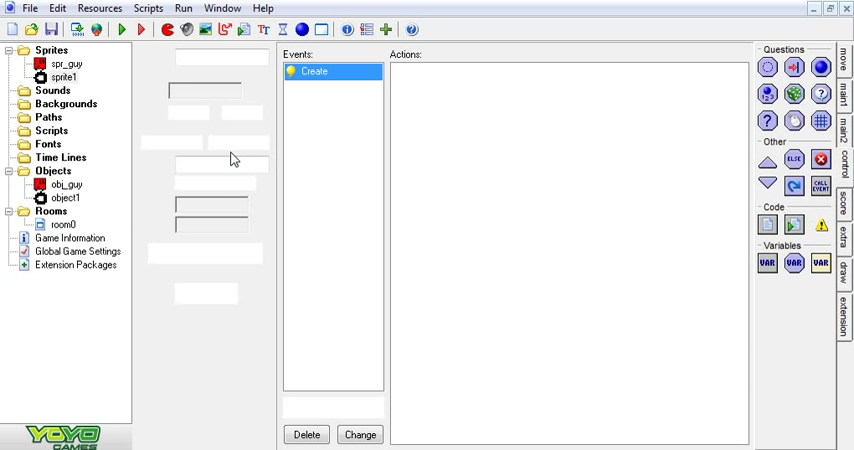 File Edit Resources Scripts Run Window Help
Sprites
spr_guy
sprite1
Sounds
Backgrounds
Paths
Scripts
Fonts
Time Lines
Objects
obj_guy
object1
Rooms
room0
Game Information
Global Game Settings
Extension Packages
YOYO
GAMES
Events:
Create
Delete
Change
Actions:
Questions
Other
ELSE
CALL
EVENT
Code
Variables
VAR VAR VAR
move
main1
main2
control
score
extra
draw
extension